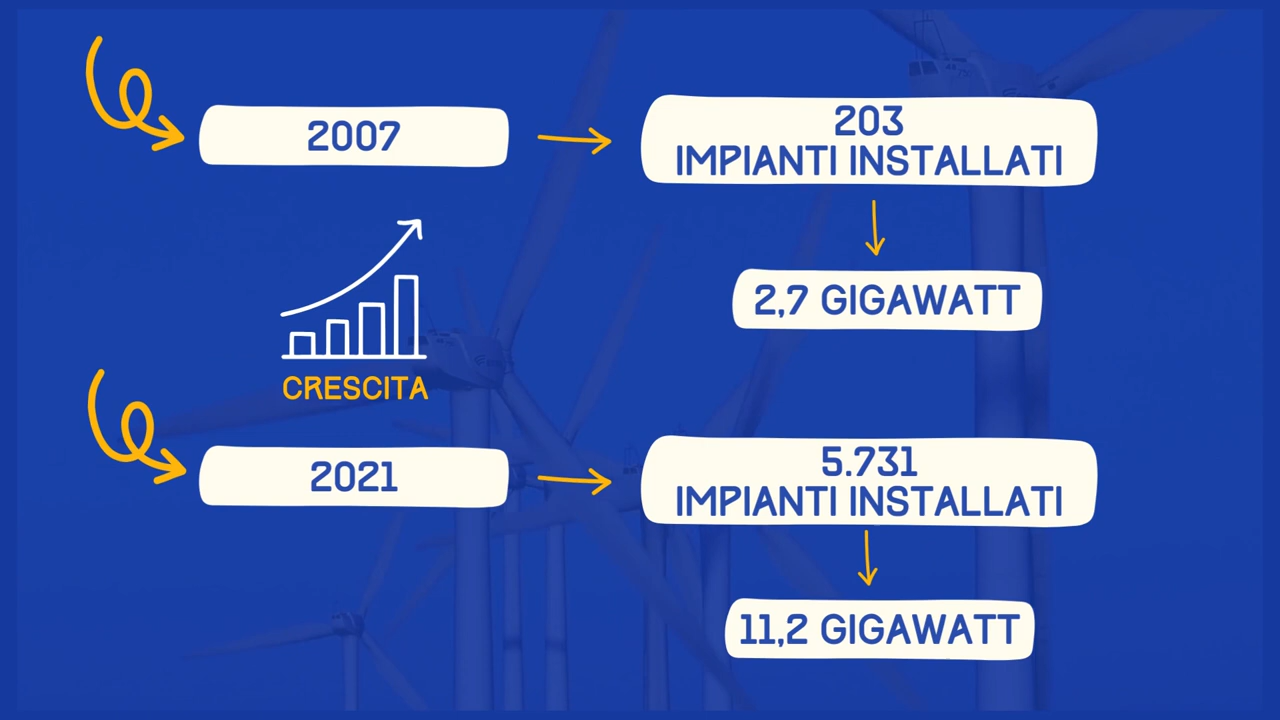 2007
203
IMPIANTI INSTALLATI
2,7 GIGAWATT
CRESCITA
2021
5.731
IMPIANTI INSTALLATI
11,2 GIGAWATT